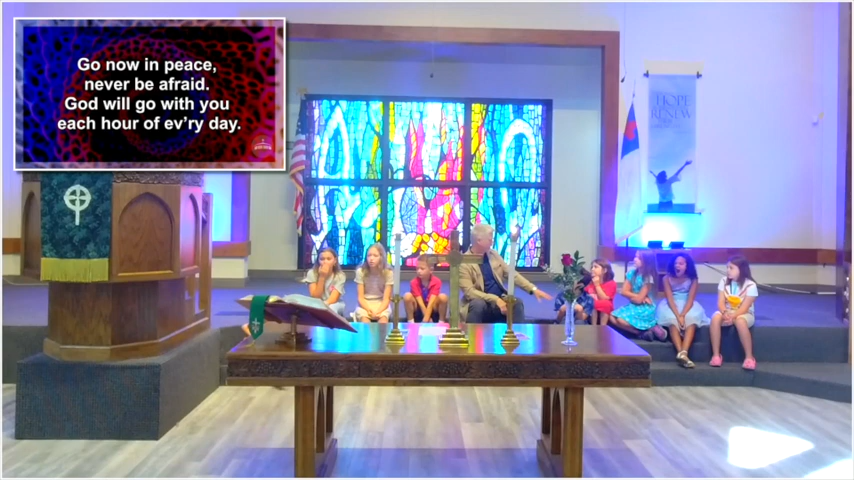 Go now in peace,
never be afraid.
God will go with you
each hour of ev'ry day.
HOPE
RENEW